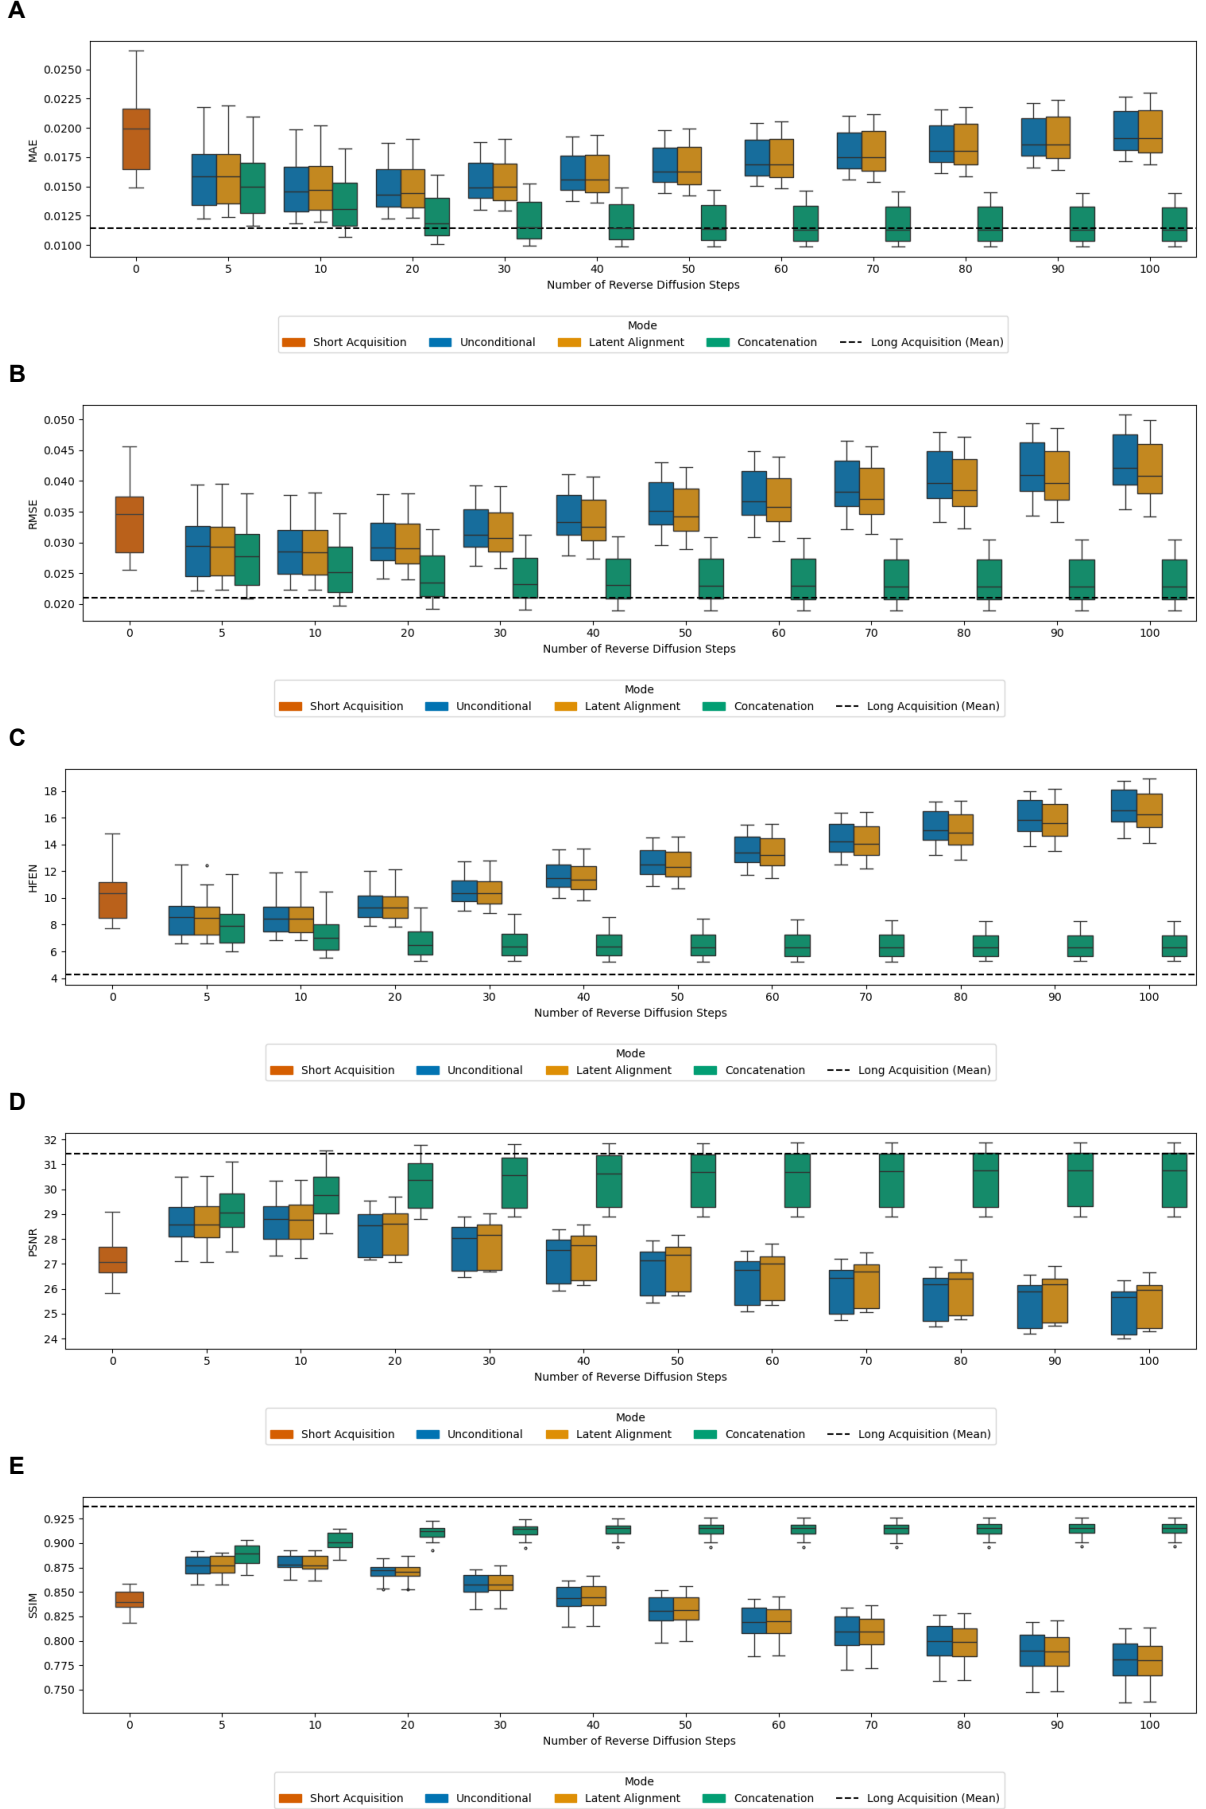 A
0.0250
0.0225
0.0200
0.0175
0.0150
0.0125
0.0100
MAE
0 5 10 20 30 40 50 60 70 80 90 100
Number of Reverse Diffusion Steps
Mode
Short Acquisition Unconditional Latent Alignment Concatenation Long Acquisition (Mean)
B
0.050
0.045
0.040
0.035
0.030
0.025
0.020
RMSE
0 5 10 20 30 40 50 60 70 80 90 100
Number of Reverse Diffusion Steps
Mode
Short Acquisition Unconditional Latent Alignment Concatenation Long Acquisition (Mean)
C
18
16
14
12
10
8
6
4
HFEN
0 5 10 20 30 40 50 60 70 80 90 100
Number of Reverse Diffusion Steps
Mode
Short Acquisition Unconditional Latent Alignment Concatenation Long Acquisition (Mean)
D
32
31
30
29
28
27
26
25
24
PSNR
0 5 10 20 30 40 50 60 70 80 90 100
Number of Reverse Diffusion Steps
Mode
Short Acquisition Unconditional Latent Alignment Concatenation Long Acquisition (Mean)
E
0.925
0.900
0.875
0.850
0.825
0.800
0.775
0.750
SSIM
0 5 10 20 30 40 50 60 70 80 90 100
Number of Reverse Diffusion Steps
Mode
Short Acquisition Unconditional Latent Alignment Concatenation Long Acquisition (Mean)